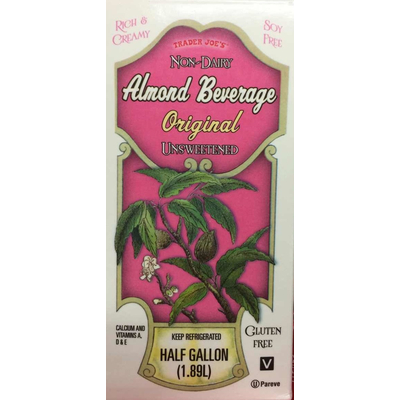 RICH &
CREAMY
SOY
FREE
TRADER JOE'S
NON-DAIRY
Almond Beverage
Original
UNSWEETENED
CALCIUM AND
VITAMINS A,
D & E
KEEP REFRIGERATED
HALF GALLON
(1.89L)
GLUTEN
FREE
V
U Pareve